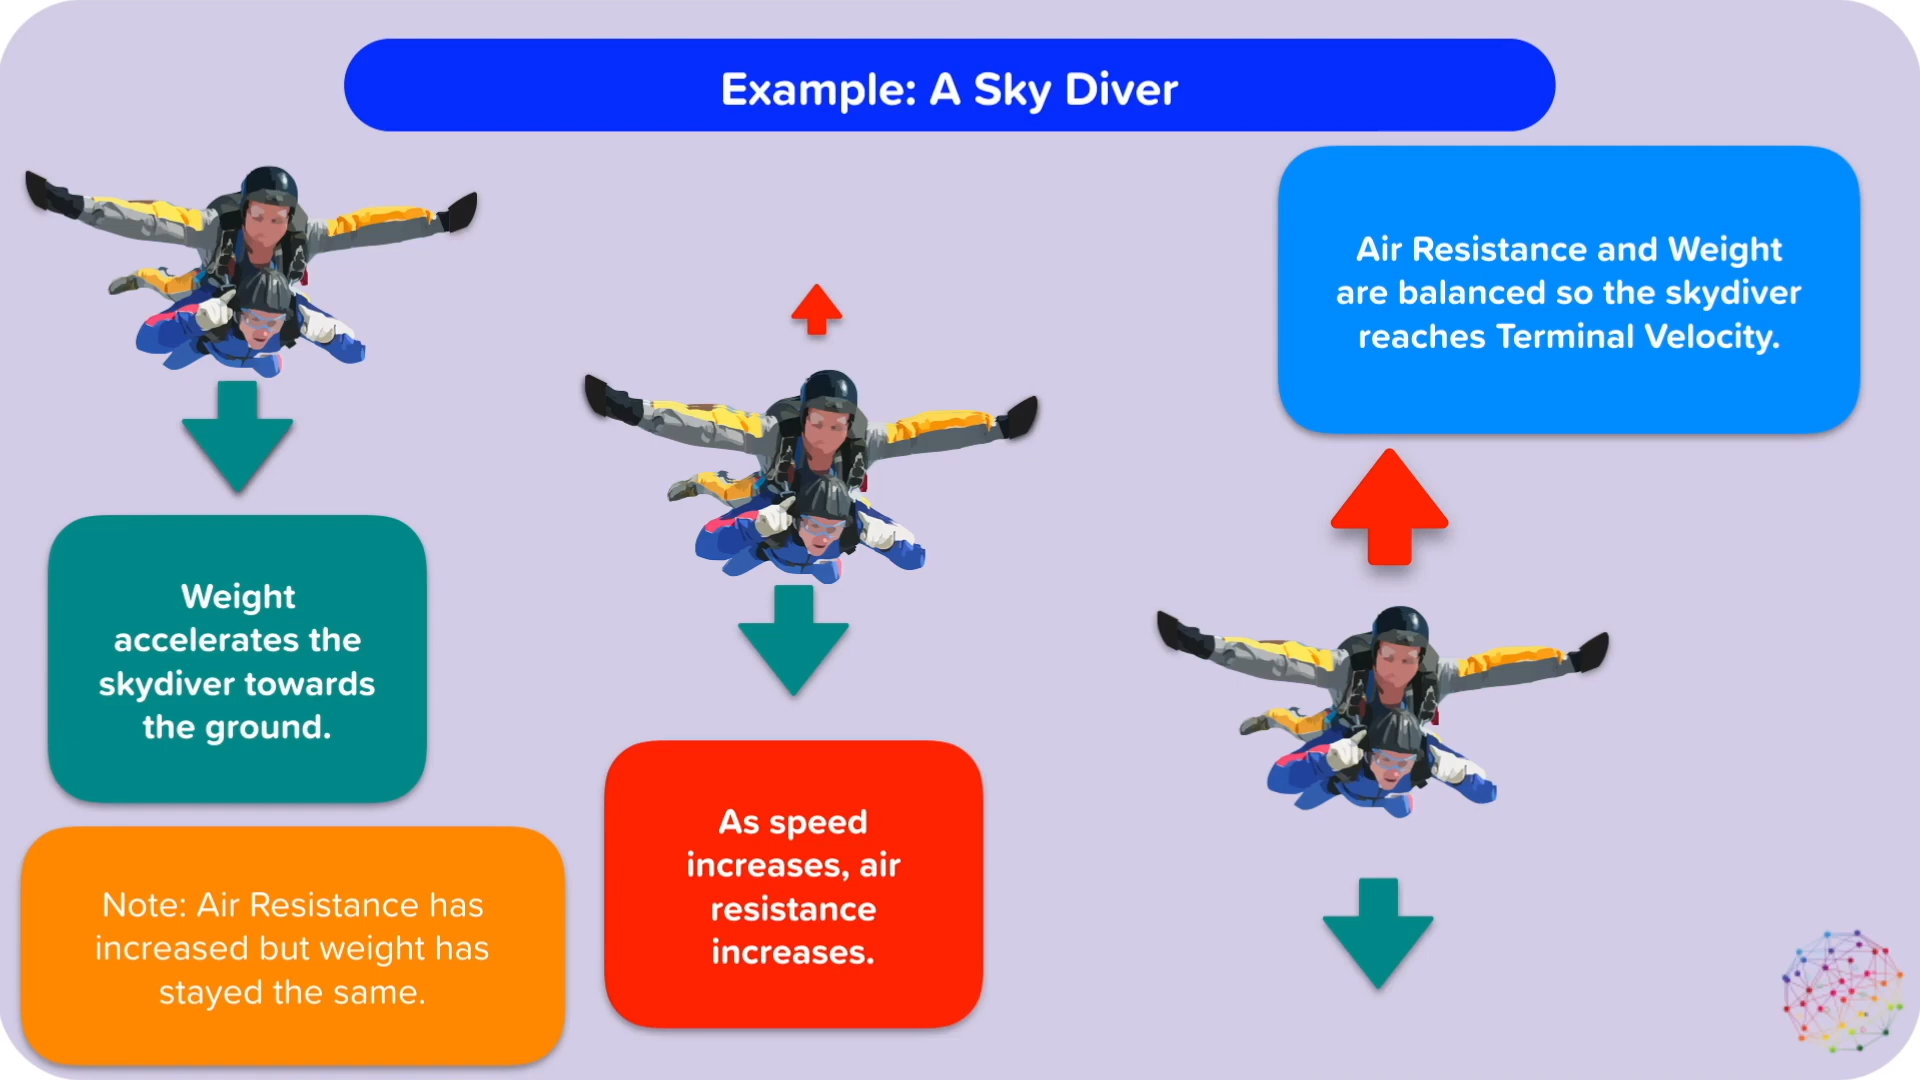 Example: A Sky Diver
Weight
accelerates the
skydiver towards
the ground.
Note: Air Resistance has
increased but weight has
stayed the same.
As speed
increases, air
resistance
increases.
Air Resistance and Weight
are balanced so the skydiver
reaches Terminal Velocity.